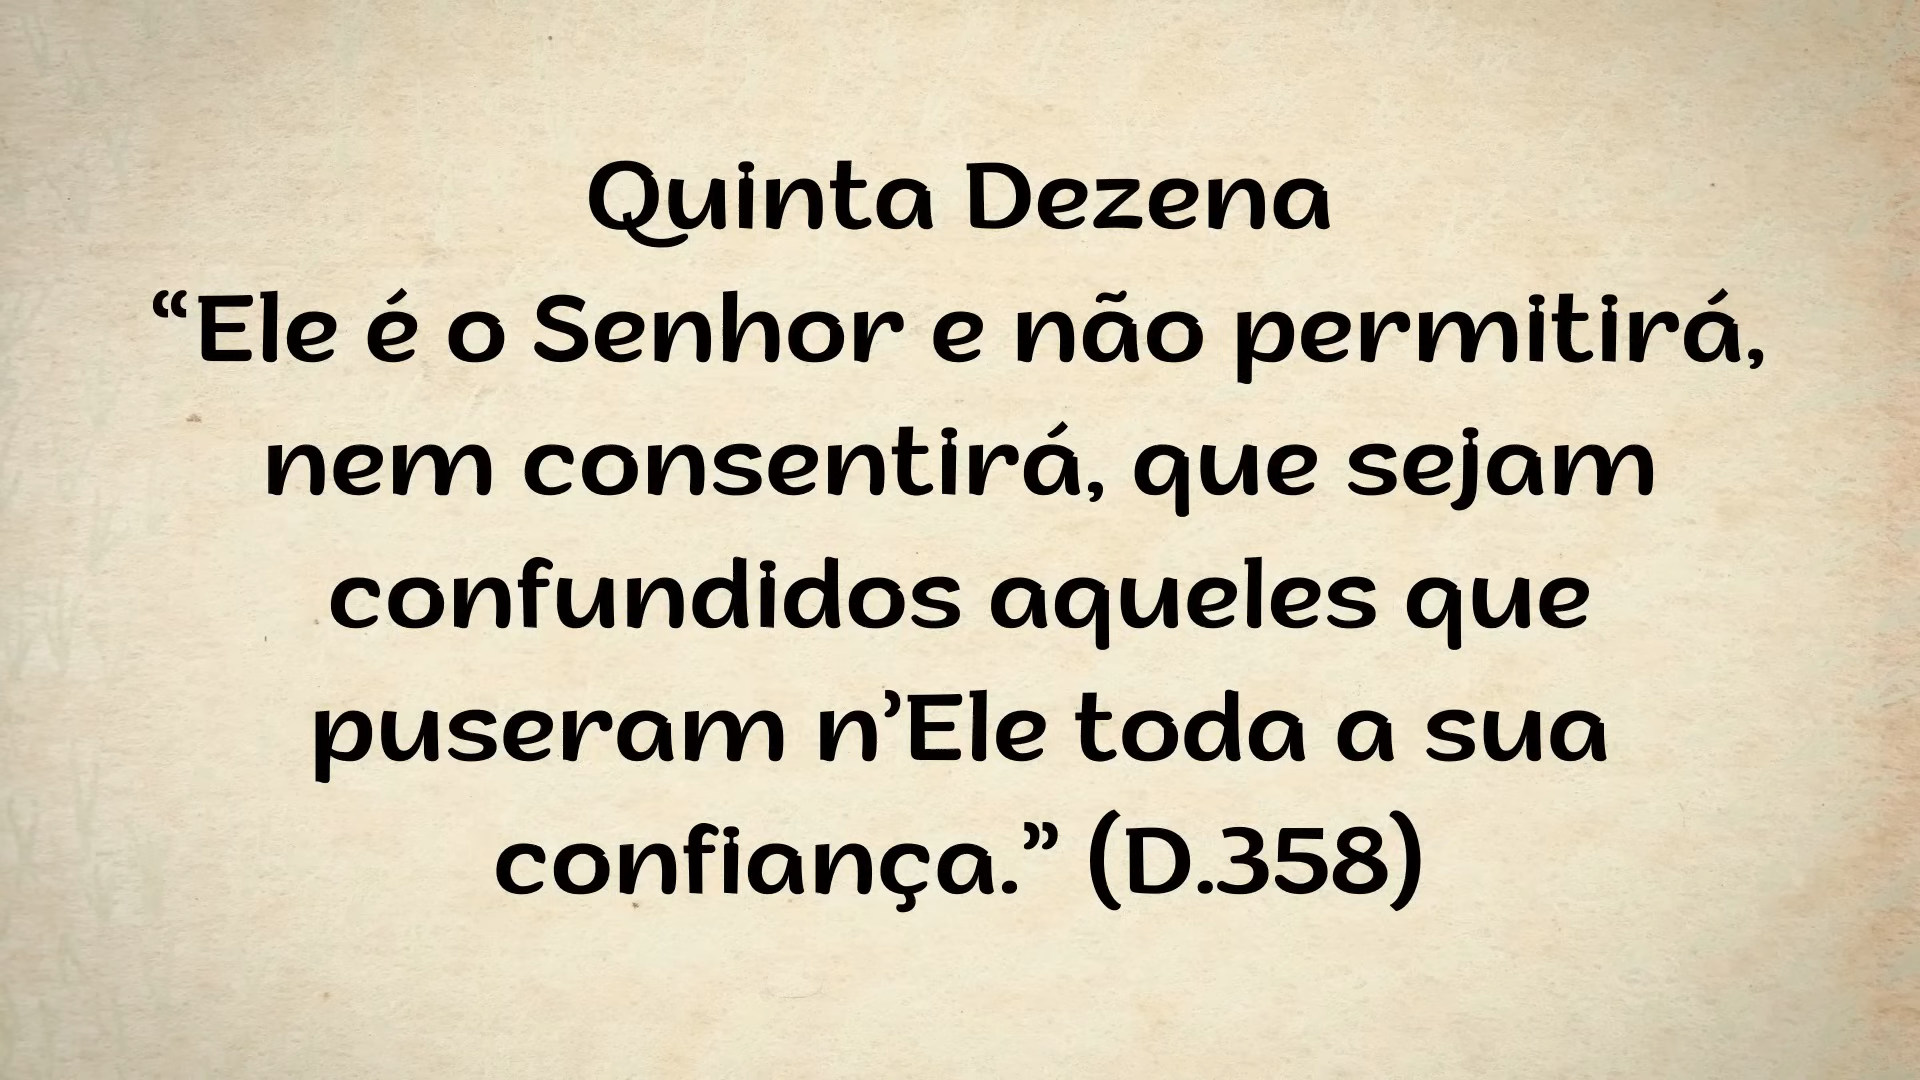 Quinta Dezena
“Ele é o Senhor e não permitirá,
nem consentirá, que sejam
confundidos aqueles que
puseram n’Ele toda a sua
confiança.” (D.358)